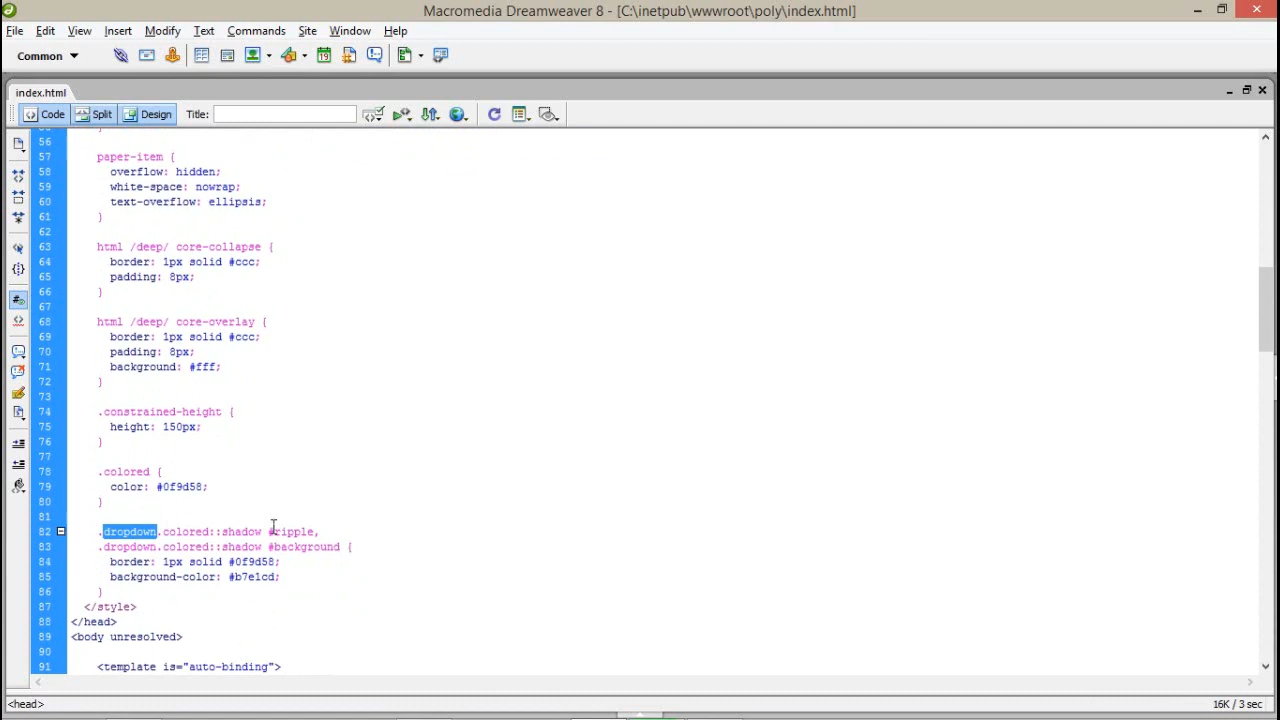 Macromedia Dreamweaver 8 - [C:\inetpub\wwwroot\poly\index.html]
File Edit View Insert Modify Text Commands Site Window Help
Common
index.html
Code Split Design Title:
56
57 paper-item {
58 overflow: hidden;
59 white-space: nowrap;
60 text-overflow: ellipsis;
61 }
62
63 html /deep/ core-collapse {
64 border: 1px solid #ccc;
65 padding: 8px;
66 }
67
68 html /deep/ core-overlay {
69 border: 1px solid #ccc;
70 padding: 8px;
71 background: #fff;
72 }
73
74 .constrained-height {
75 height: 150px;
76 }
77
78 .colored {
79 color: #0f9d58;
80 }
81
82 .dropdown.colored::shadow #ripple,
83 .dropdown.colored::shadow #background {
84 border: 1px solid #0f9d58;
85 background-color: #b7e1cd;
86 }
87 </style>
88 </head>
89 <body unresolved>
90
91 <template is="auto-binding">
<head> 16K / 3 sec